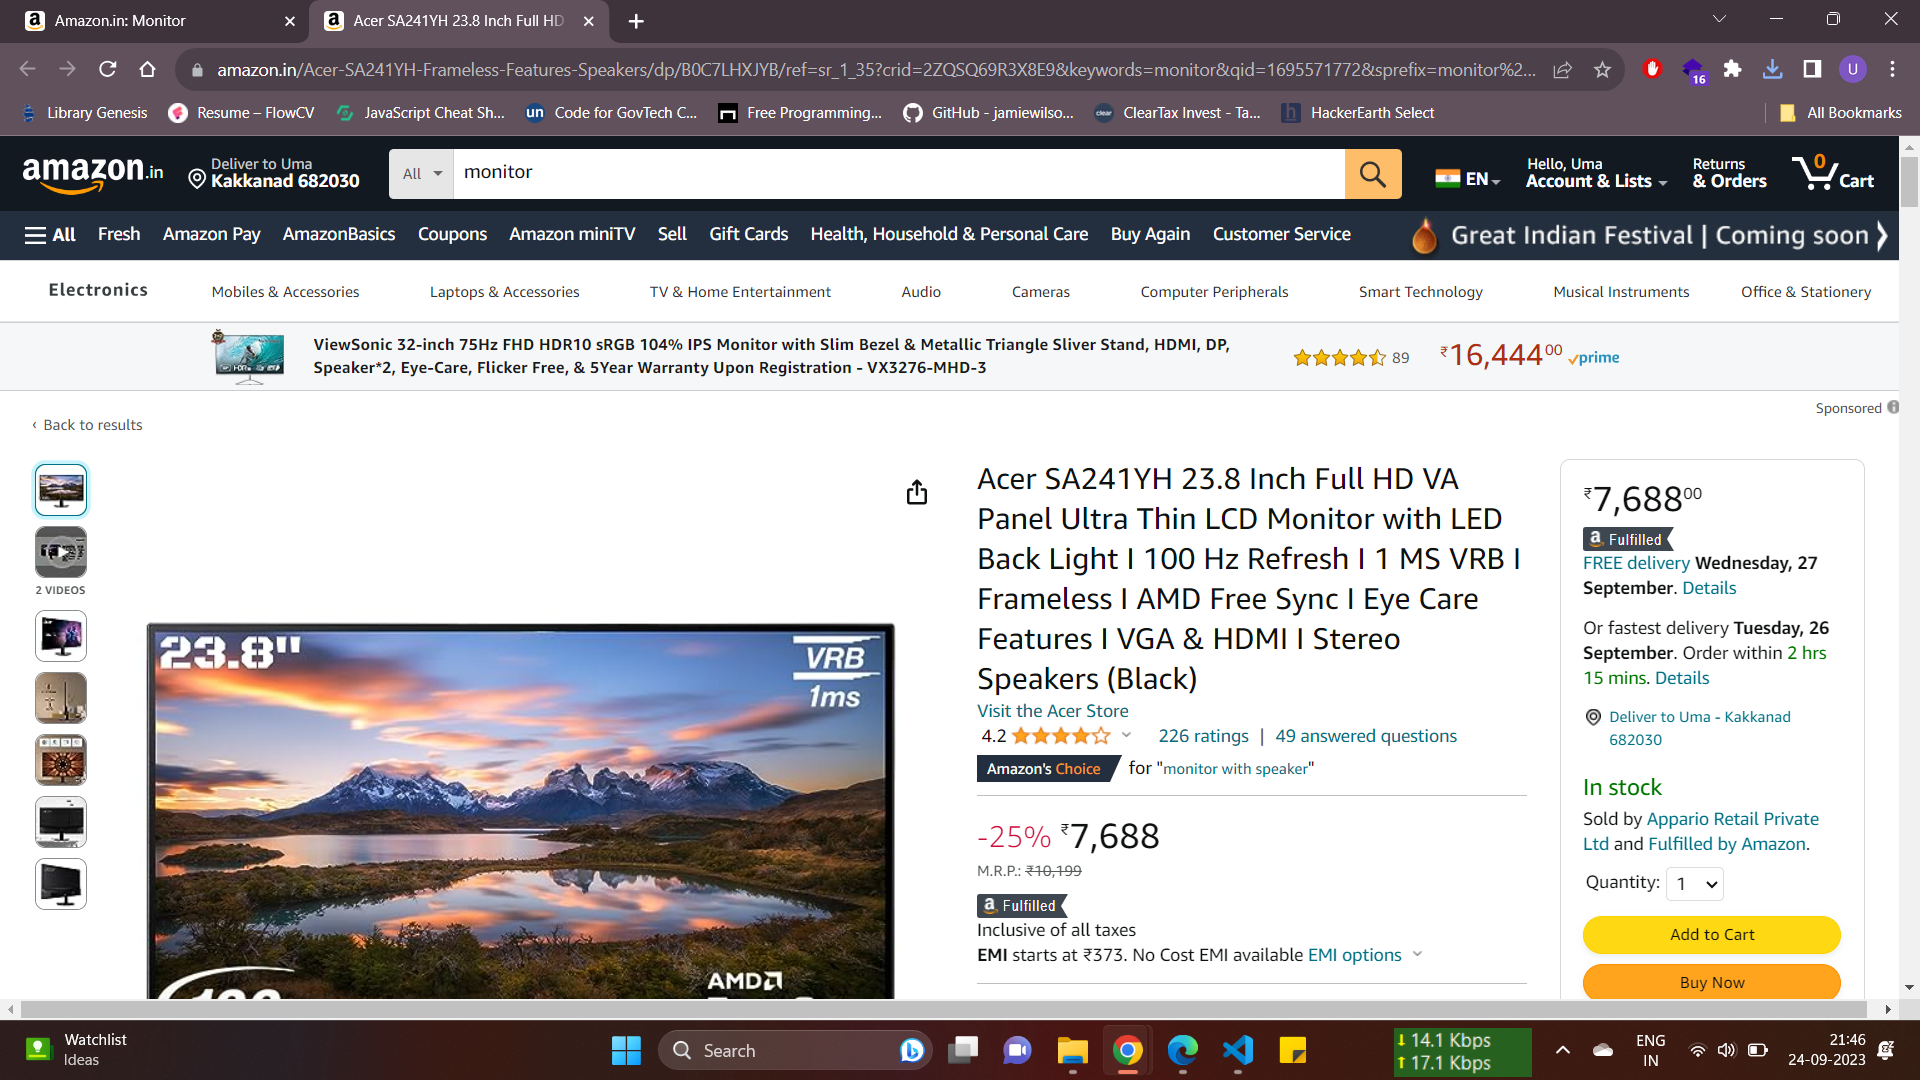 Amazon.in: Monitor
Acer SA241YH 23.8 Inch Full HD
amazon.in/Acer-SA241YH-Frameless-Features-Speakers/dp/B0C7LHXJYB/ref=sr_1_35?crid=2ZQSQ69R3X8E9&keywords=monitor&qid=1695571772&sprefix=monitor%2...
16
U
Library Genesis
Resume – FlowCV
JavaScript Cheat Sh...
un Code for GovTech C...
Free Programming...
GitHub - jamiewilso...
clear ClearTax Invest - Ta...
h HackerEarth Select
All Bookmarks
amazon.in
Deliver to Uma
Kakkanad 682030
All
monitor
EN
Hello, Uma
Account & Lists
Returns
& Orders
0
Cart
All
Fresh
Amazon Pay
AmazonBasics
Coupons
Amazon miniTV
Sell
Gift Cards
Health, Household & Personal Care
Buy Again
Customer Service
Great Indian Festival | Coming soon
Electronics
Mobiles & Accessories
Laptops & Accessories
TV & Home Entertainment
Audio
Cameras
Computer Peripherals
Smart Technology
Musical Instruments
Office & Stationery
ViewSonic 32-inch 75Hz FHD HDR10 sRGB 104% IPS Monitor with Slim Bezel & Metallic Triangle Sliver Stand, HDMI, DP,
Speaker*2, Eye-Care, Flicker Free, & 5Year Warranty Upon Registration - VX3276-MHD-3
89
₹16,44400
prime
Sponsored
‹ Back to results
2 VIDEOS
23.8"
VRB
1ms
AMD
Acer SA241YH 23.8 Inch Full HD VA
Panel Ultra Thin LCD Monitor with LED
Back Light I 100 Hz Refresh I 1 MS VRB I
Frameless I AMD Free Sync I Eye Care
Features I VGA & HDMI I Stereo
Speakers (Black)
Visit the Acer Store
4.2
226 ratings | 49 answered questions
Amazon's Choice for "monitor with speaker"
-25% ₹7,688
M.R.P.: ₹10,199
a Fulfilled
Inclusive of all taxes
EMI starts at ₹373. No Cost EMI available EMI options
₹7,68800
a Fulfilled
FREE delivery Wednesday, 27
September. Details
Or fastest delivery Tuesday, 26
September. Order within 2 hrs
15 mins. Details
Deliver to Uma - Kakkanad
682030
In stock
Sold by Appario Retail Private
Ltd and Fulfilled by Amazon.
Quantity: 1
Add to Cart
Buy Now
Watchlist
Ideas
Search
14.1 Kbps
17.1 Kbps
ENG
IN
21:46
24-09-2023